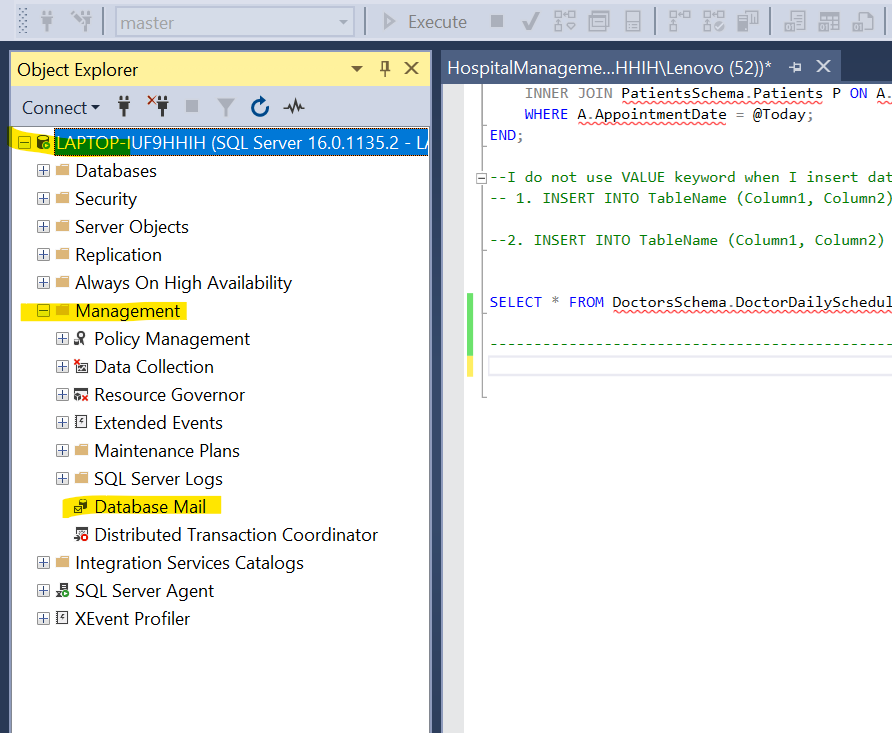 master
Execute
Object Explorer
Connect
LAPTOP-IUF9HHIH (SQL Server 16.0.1135.2 - LA
Databases
Security
Server Objects
Replication
Always On High Availability
Management
Policy Management
Data Collection
Resource Governor
Extended Events
Maintenance Plans
SQL Server Logs
Database Mail
Distributed Transaction Coordinator
Integration Services Catalogs
SQL Server Agent
XEvent Profiler
HospitalManageme...HHIH\Lenovo (52))*
INNER JOIN PatientsSchema.Patients P ON A.
WHERE A.AppointmentDate = @Today;
END;
--I do not use VALUE keyword when I insert dat
-- 1. INSERT INTO TableName (Column1, Column2)
--2. INSERT INTO TableName (Column1, Column2)
SELECT * FROM DoctorsSchema.DoctorDailySchedul
----------------------------------------------